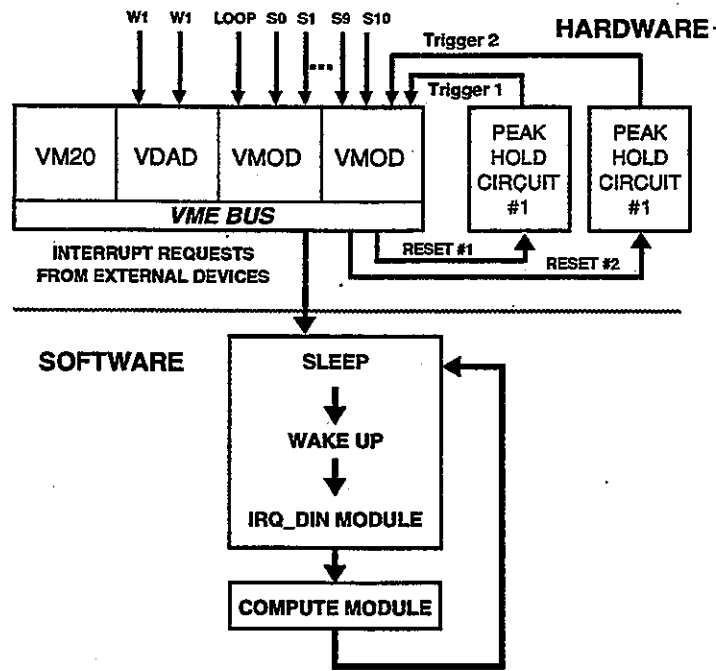 W1 W1 LOOP S0 S1 ... S9 S10
HARDWARE
Trigger 2
Trigger 1
VM20 VDAD VMOD VMOD
PEAK
HOLD
CIRCUIT
#1
PEAK
HOLD
CIRCUIT
#1
VME BUS
INTERRUPT REQUESTS
FROM EXTERNAL DEVICES
RESET #1
RESET #2
SOFTWARE
SLEEP
WAKE UP
IRQ_DIN MODULE
COMPUTE MODULE